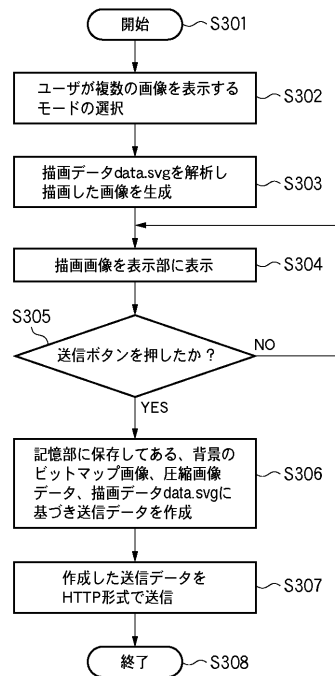 開始
S301
ユーザが複数の画像を表示する
モードの選択
S302
描画データdata.svgを解析し
描画した画像を生成
S303
描画画像を表示部に表示
S304
S305
送信ボタンを押したか?
NO
YES
記憶部に保存してある、背景の
ビットマップ画像、圧縮画像
データ、描画データdata.svgに
基づき送信データを作成
S306
作成した送信データを
HTTP形式で送信
S307
終了
S308